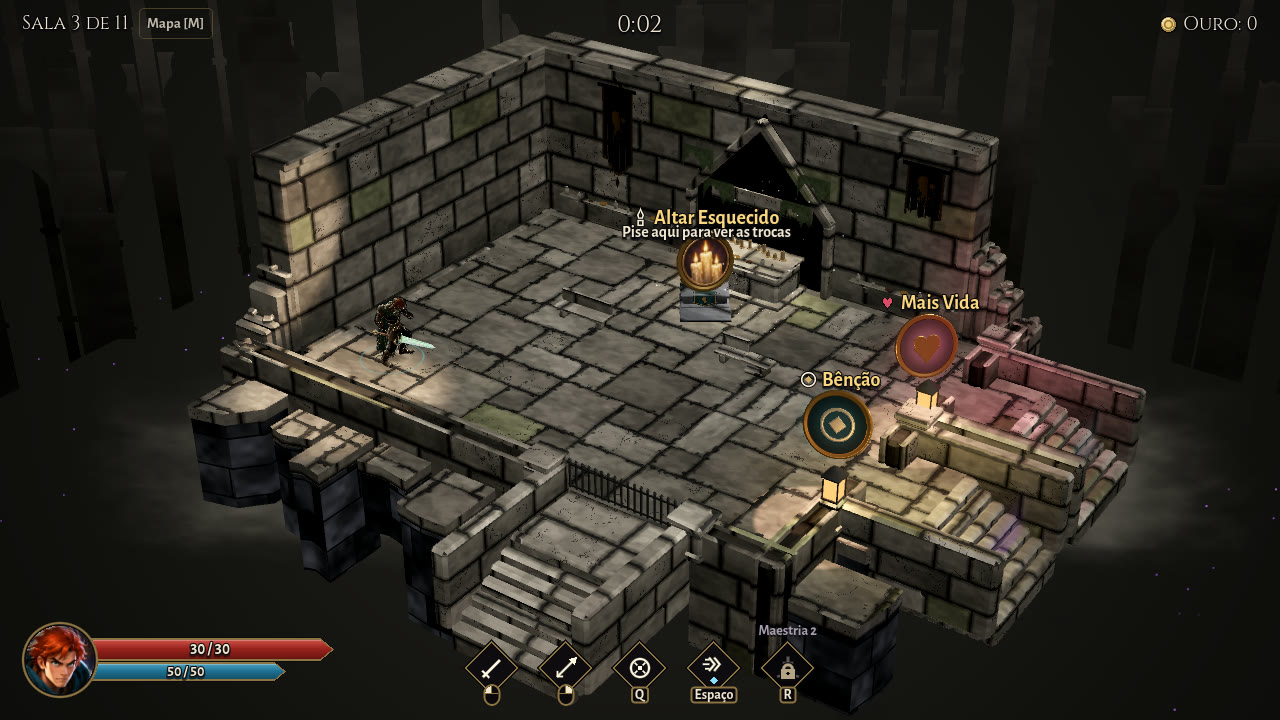 Sala 3 de 11
Mapa [M]
0:02
Ouro: 0
Altar Esquecido
Pise aqui para ver as trocas
Mais Vida
Bênção
30/30
50/50
Maestria 2
Q
Espaço
R